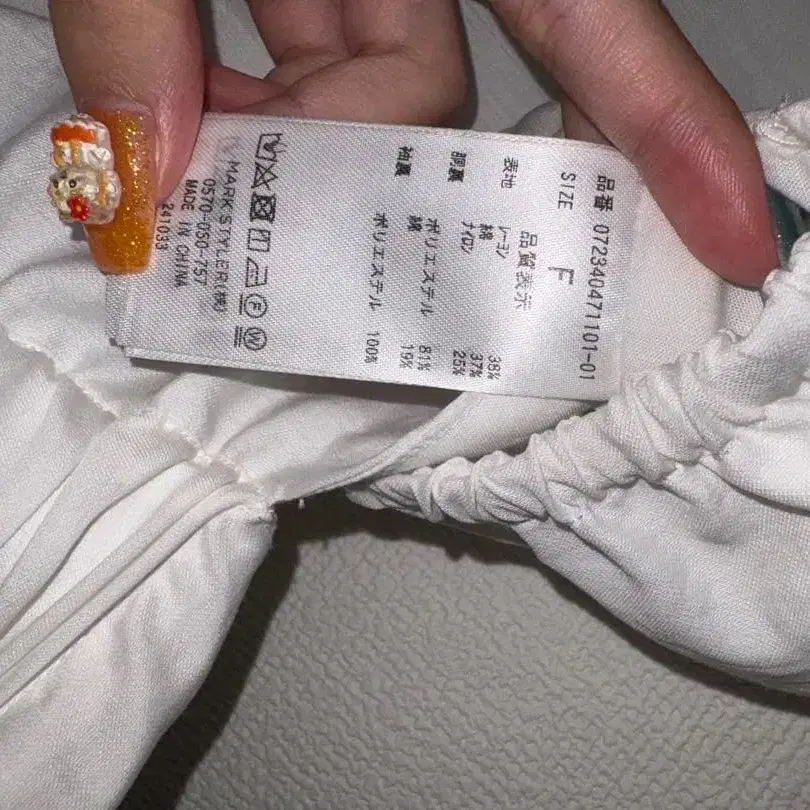 品番 072340471101-01
SIZE F
品質表示
表地 レーヨン 38%
綿 37%
ナイロン 25%
胴裏 ポリエステル 81%
綿 19%
袖裏 ポリエステル 100%
MARK STYLER(株)
0570-050-757
MADE IN CHINA
241033